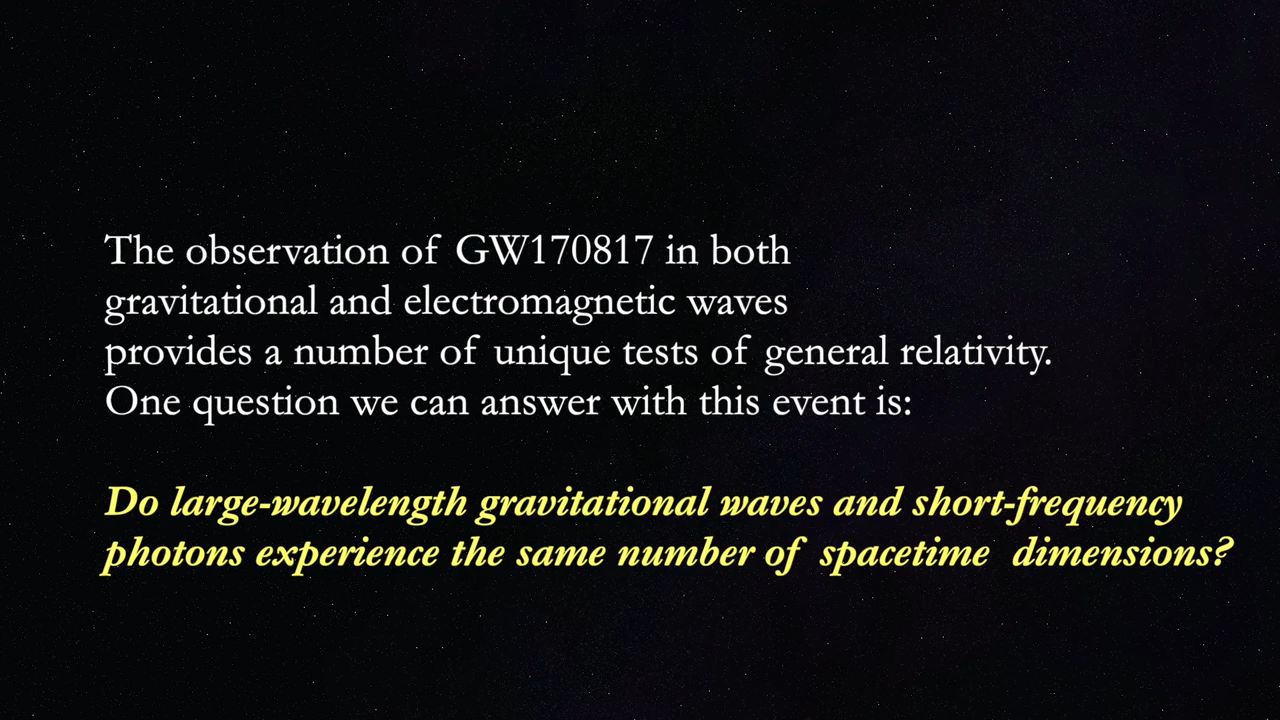 The observation of GW170817 in both
gravitational and electromagnetic waves
provides a number of unique tests of general relativity.
One question we can answer with this event is:
Do large-wavelength gravitational waves and short-frequency
photons experience the same number of spacetime dimensions?